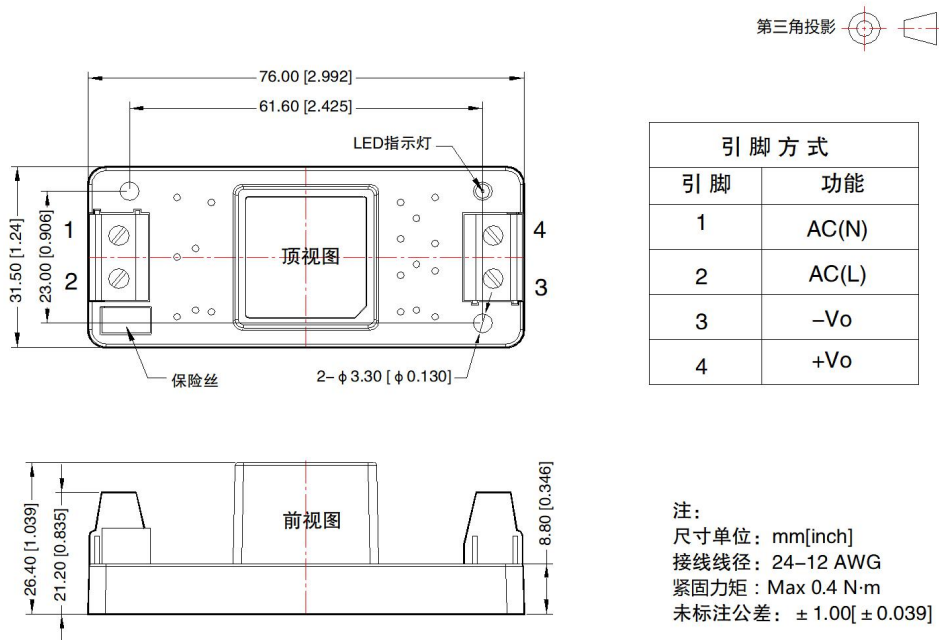 第三角投影
76.00 [2.992]
61.60 [2.425]
LED指示灯
31.50 [1.24]
23.00 [0.906]
1
2
顶视图
4
3
保险丝
2-φ3.30 [φ0.130]
引脚方式
引脚 功能
1 AC(N)
2 AC(L)
3 -Vo
4 +Vo
26.40 [1.039]
21.20 [0.835]
前视图
8.80 [0.346]
注：
尺寸单位：mm[inch]
接线线径：24-12 AWG
紧固力矩：Max 0.4 N·m
未标注公差：±1.00[±0.039]